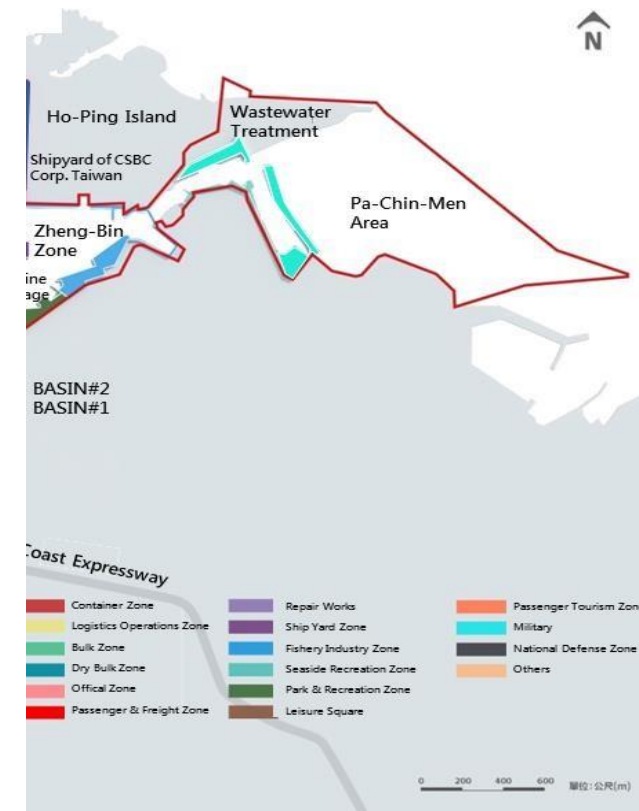 N
Ho-Ping Island
Wastewater
Treatment
Shipyard of CSBC
Corp. Taiwan
Pa-Chin-Men
Area
Zheng-Bin
Zone
ine
age
BASIN#2
BASIN#1
Coast Expressway
Container Zone
Logistics Operations Zone
Bulk Zone
Dry Bulk Zone
Offical Zone
Passenger & Freight Zone
Repair Works
Ship Yard Zone
Fishery Industry Zone
Seaside Recreation Zone
Park & Recreation Zone
Leisure Square
Passenger Tourism Zon
Military
National Defense Zone
Others
0 200 400 600 單位:公尺(m)